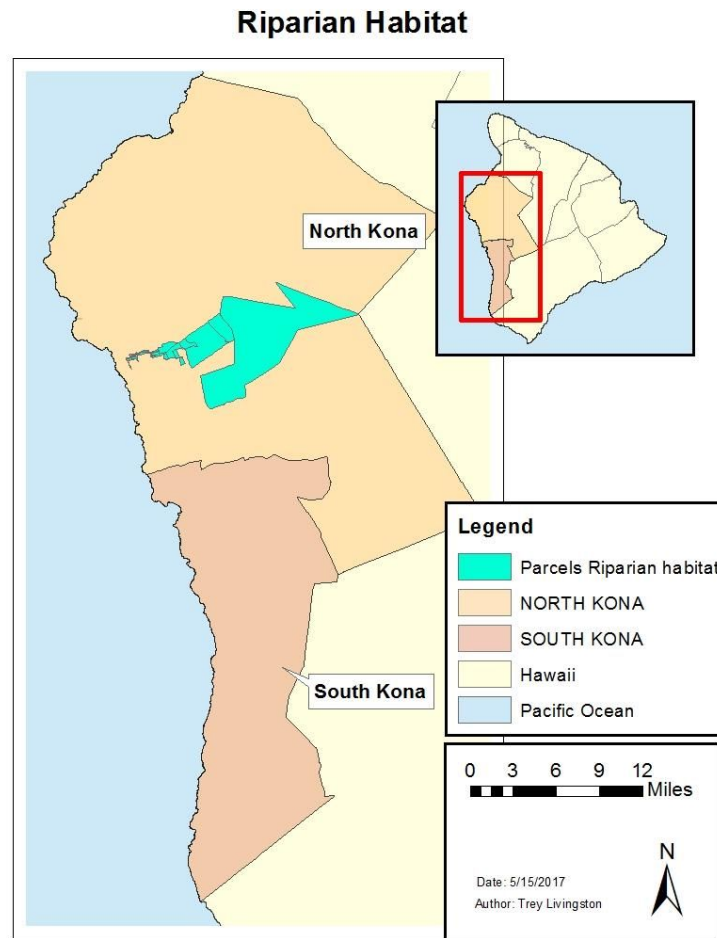 Riparian Habitat
North Kona
South Kona
Legend
Parcels Riparian habitat
NORTH KONA
SOUTH KONA
Hawaii
Pacific Ocean
0 3 6 9 12
Miles
N
Date: 5/15/2017
Author: Trey Livingston